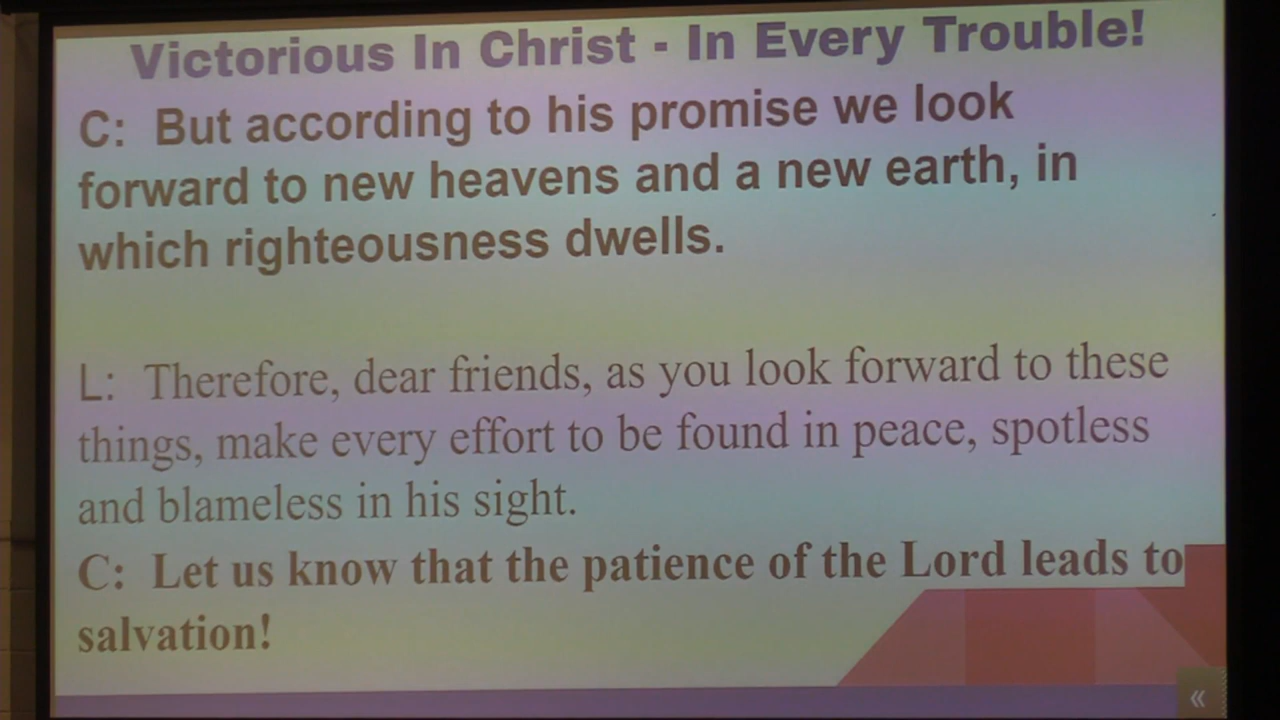 Victorious In Christ - In Every Trouble!
C: But according to his promise we look
forward to new heavens and a new earth, in
which righteousness dwells.
L: Therefore, dear friends, as you look forward to these
things, make every effort to be found in peace, spotless
and blameless in his sight.
C: Let us know that the patience of the Lord leads to
salvation!
«